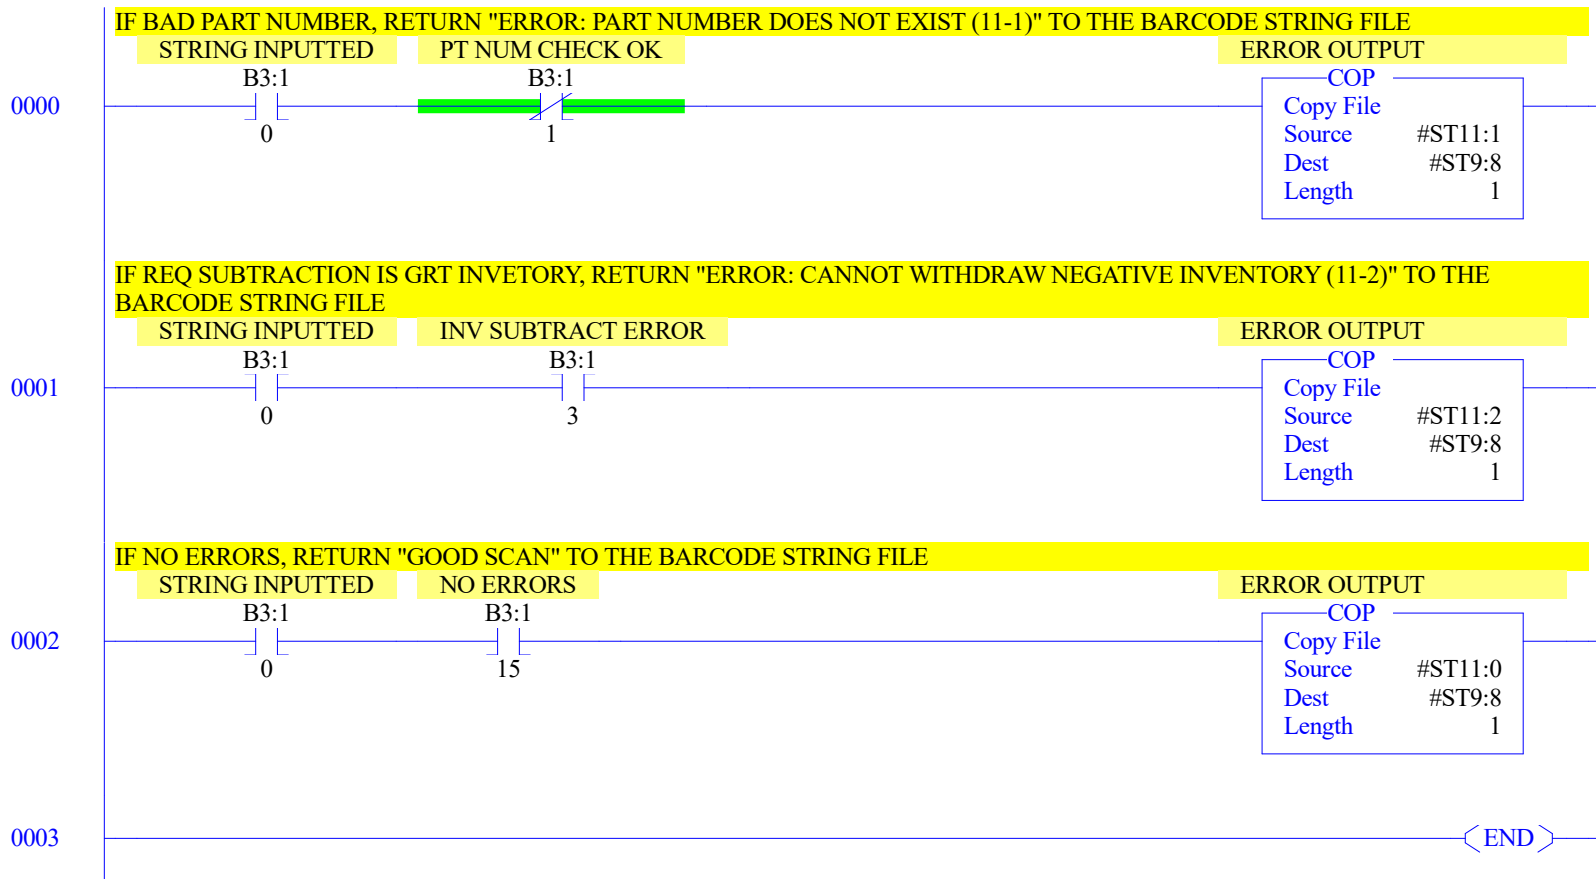 IF BAD PART NUMBER, RETURN "ERROR: PART NUMBER DOES NOT EXIST (11-1)" TO THE BARCODE STRING FILE
STRING INPUTTED PT NUM CHECK OK ERROR OUTPUT
B3:1 B3:1 COP
0000 Copy File
0 1 Source #ST11:1
Dest #ST9:8
Length 1
IF REQ SUBTRACTION IS GRT INVETORY, RETURN "ERROR: CANNOT WITHDRAW NEGATIVE INVENTORY (11-2)" TO THE
BARCODE STRING FILE
STRING INPUTTED INV SUBTRACT ERROR ERROR OUTPUT
B3:1 B3:1 COP
0001 Copy File
0 3 Source #ST11:2
Dest #ST9:8
Length 1
IF NO ERRORS, RETURN "GOOD SCAN" TO THE BARCODE STRING FILE
STRING INPUTTED NO ERRORS ERROR OUTPUT
B3:1 B3:1 COP
0002 Copy File
0 15 Source #ST11:0
Dest #ST9:8
Length 1
0003 END